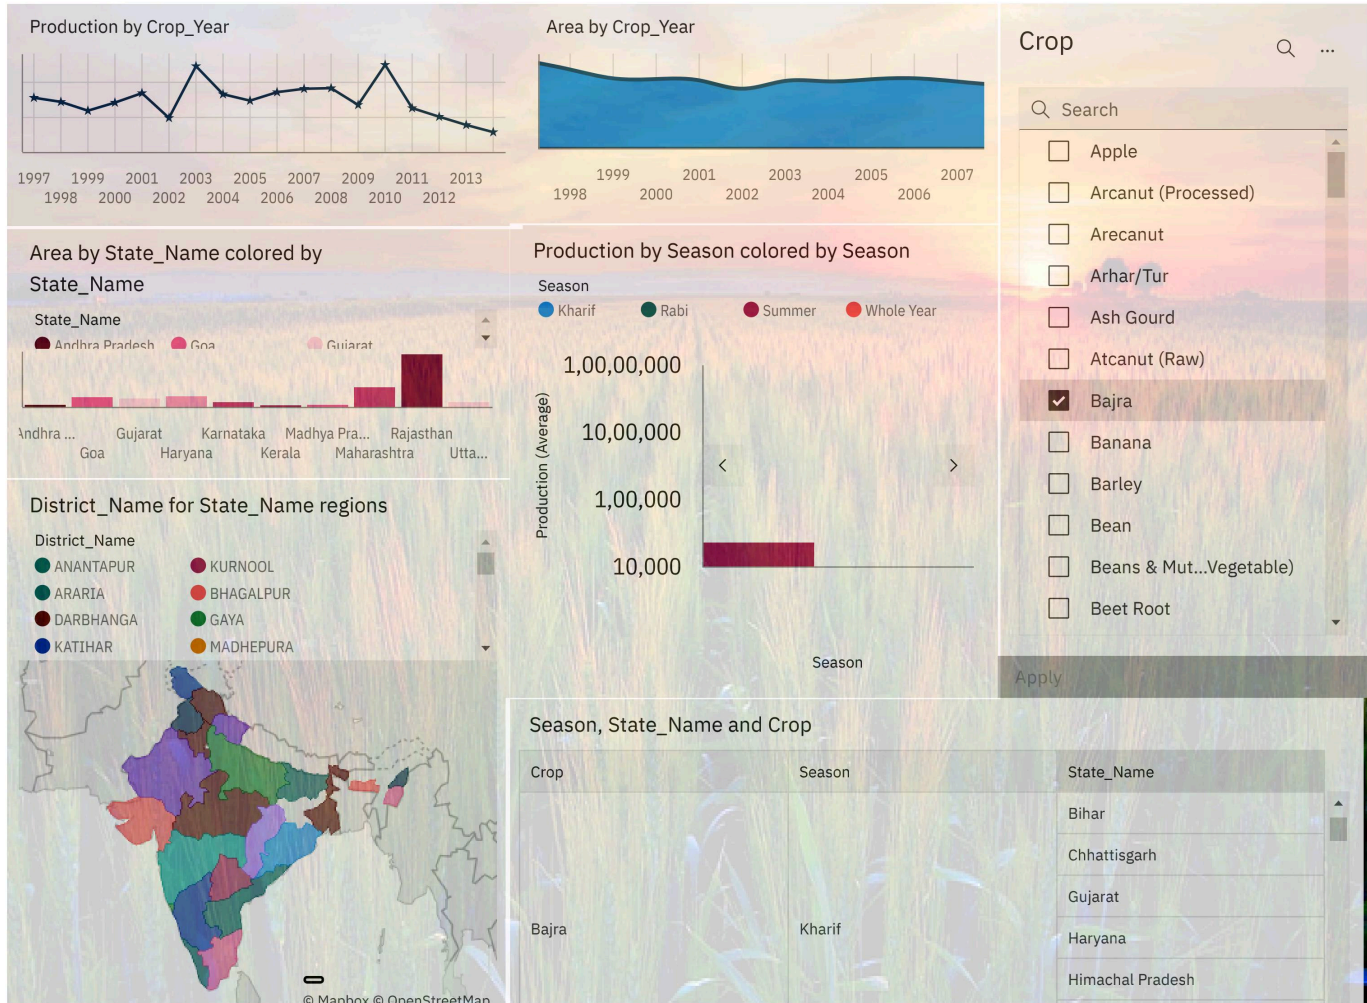 Production by Crop_Year
1997 1999 2001 2003 2005 2007 2009 2011 2013
1998 2000 2002 2004 2006 2008 2010 2012
Area by Crop_Year
1999 2001 2003 2005 2007
1998 2000 2002 2004 2006
Crop
...
Search
Apple
Arcanut (Processed)
Arecanut
Arhar/Tur
Ash Gourd
Atcanut (Raw)
Bajra
Banana
Barley
Bean
Beans & Mut...Vegetable)
Beet Root
Apply
Area by State_Name colored by
State_Name
State_Name
Andhra Pradesh Goa Gujarat
Andhra ... Gujarat Karnataka Madhya Pra... Rajasthan
Goa Haryana Kerala Maharashtra Utta...
Production by Season colored by Season
Season
Kharif Rabi Summer Whole Year
Production (Average)
1,00,00,000
10,00,000
1,00,000
10,000
Season
District_Name for State_Name regions
District_Name
ANANTAPUR KURNOOL
ARARIA BHAGALPUR
DARBHANGA GAYA
KATIHAR MADHEPURA
© Mapbox © OpenStreetMap
Season, State_Name and Crop
Crop Season State_Name
Bihar
Chhattisgarh
Gujarat
Bajra Kharif
Haryana
Himachal Pradesh